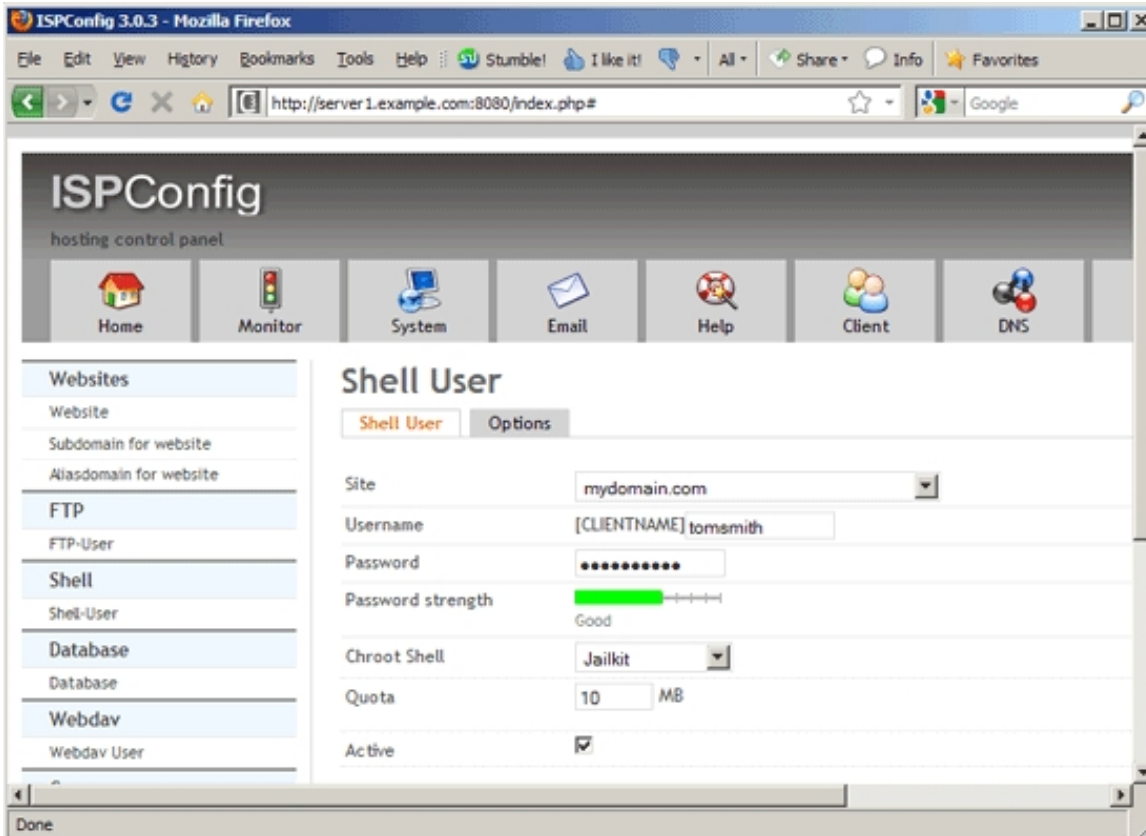 ISPConfig 3.0.3 - Mozilla Firefox
File Edit View History Bookmarks Tools Help Stumble! I like it! All Share Info Favorites
http://server1.example.com:8080/index.php# Google
ISPConfig
hosting control panel
Home Monitor System Email Help Client DNS
Websites
Website
Subdomain for website
Aliasdomain for website
FTP
FTP-User
Shell
Shell-User
Database
Database
Webdav
Webdav User
Shell User
Shell User Options
Site mydomain.com
Username [CLIENTNAME] tomsmith
Password ••••••••••
Password strength
Good
Chroot Shell Jailkit
Quota 10 MB
Active
Done